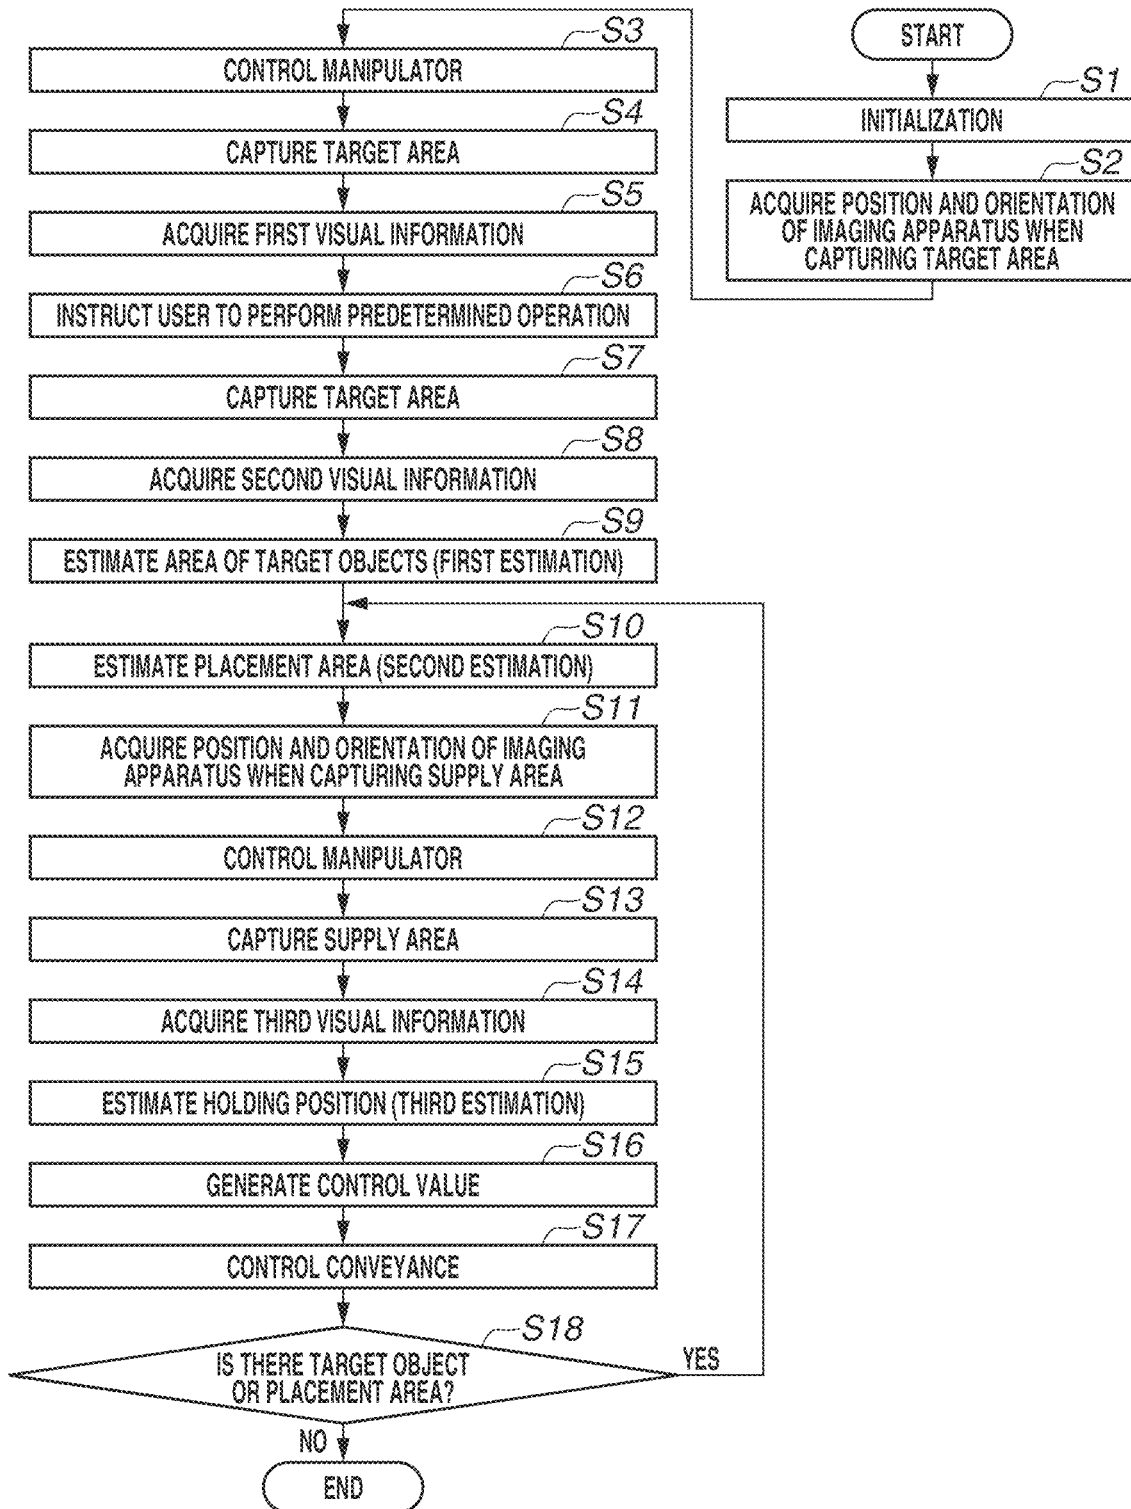 START
S1
INITIALIZATION
S2
ACQUIRE POSITION AND ORIENTATION
OF IMAGING APPARATUS WHEN
CAPTURING TARGET AREA
S3
CONTROL MANIPULATOR
S4
CAPTURE TARGET AREA
S5
ACQUIRE FIRST VISUAL INFORMATION
S6
INSTRUCT USER TO PERFORM PREDETERMINED OPERATION
S7
CAPTURE TARGET AREA
S8
ACQUIRE SECOND VISUAL INFORMATION
S9
ESTIMATE AREA OF TARGET OBJECTS (FIRST ESTIMATION)
S10
ESTIMATE PLACEMENT AREA (SECOND ESTIMATION)
S11
ACQUIRE POSITION AND ORIENTATION OF IMAGING
APPARATUS WHEN CAPTURING SUPPLY AREA
S12
CONTROL MANIPULATOR
S13
CAPTURE SUPPLY AREA
S14
ACQUIRE THIRD VISUAL INFORMATION
S15
ESTIMATE HOLDING POSITION (THIRD ESTIMATION)
S16
GENERATE CONTROL VALUE
S17
CONTROL CONVEYANCE
S18
IS THERE TARGET OBJECT
OR PLACEMENT AREA?
YES
NO
END